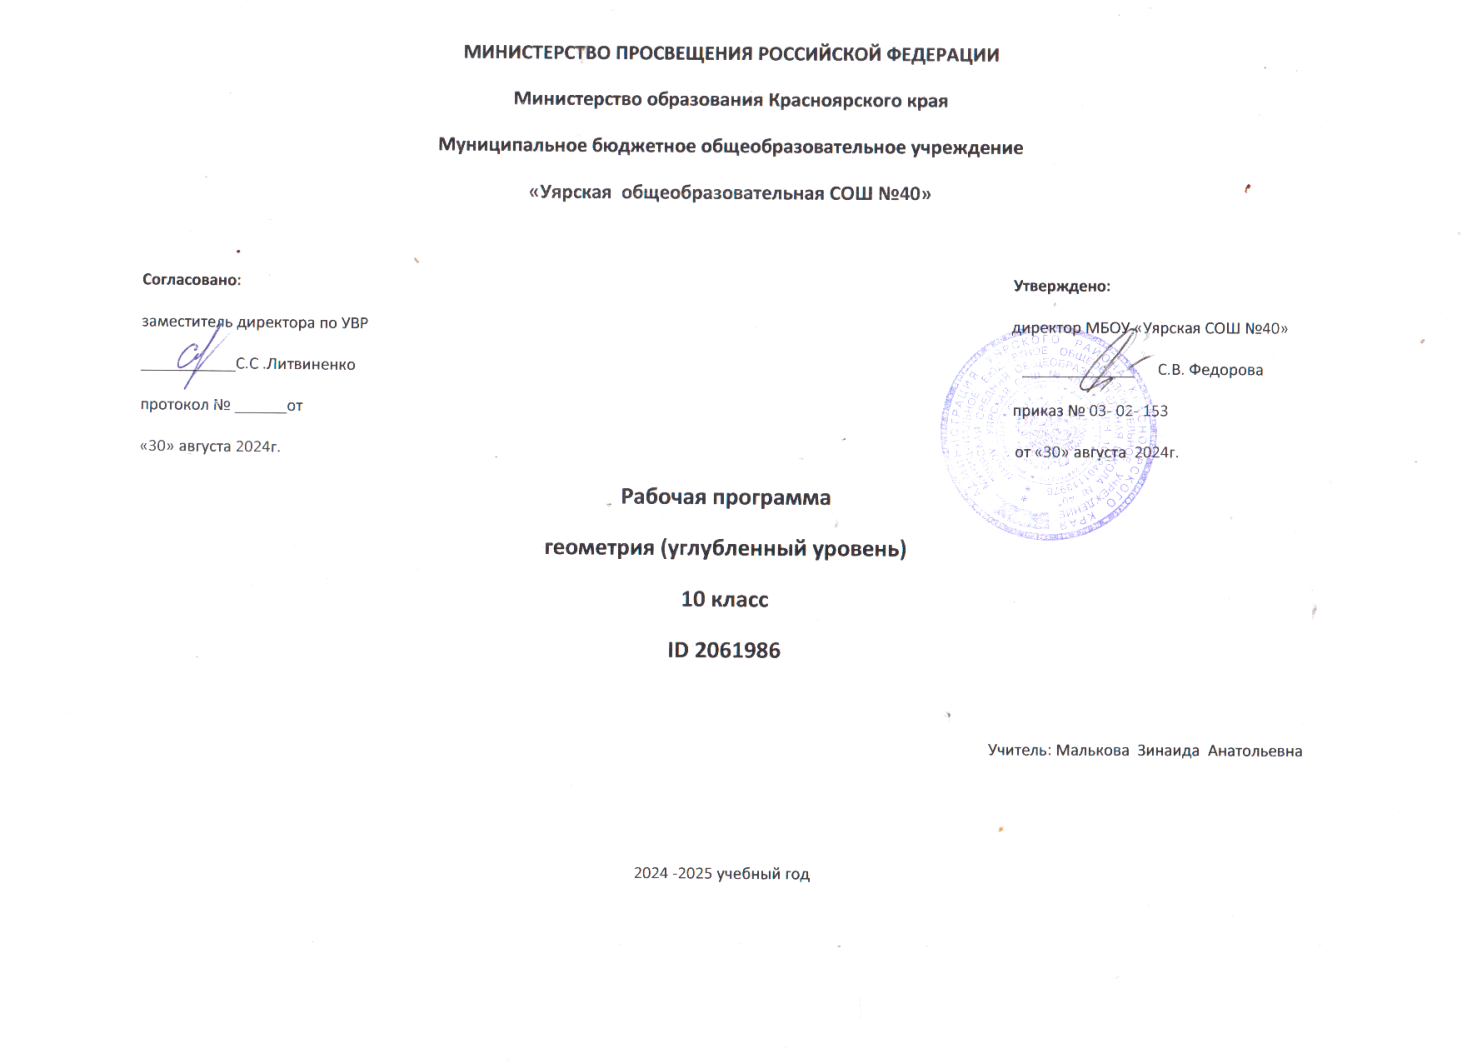 МИНИСТЕРСТВО ПРОСВЕЩЕНИЯ РОССИЙСКОЙ ФЕДЕРАЦИИ
Министерство образования Красноярского края
Муниципальное бюджетное общеобразовательное учреждение
«Уярская общеобразовательная СОШ №40»
Согласовано:
заместитель директора по УВР
____________С.С .Литвиненко
протокол № ______от
«30» августа 2024г.
Утверждено:
директор МБОУ «Уярская СОШ №40»
______________ С.В. Федорова
приказ № 03- 02- 153
от «30» августа 2024г.
Рабочая программа
геометрия (углубленный уровень)
10 класс
ID 2061986
Учитель: Малькова Зинаида Анатольевна
2024 -2025 учебный год